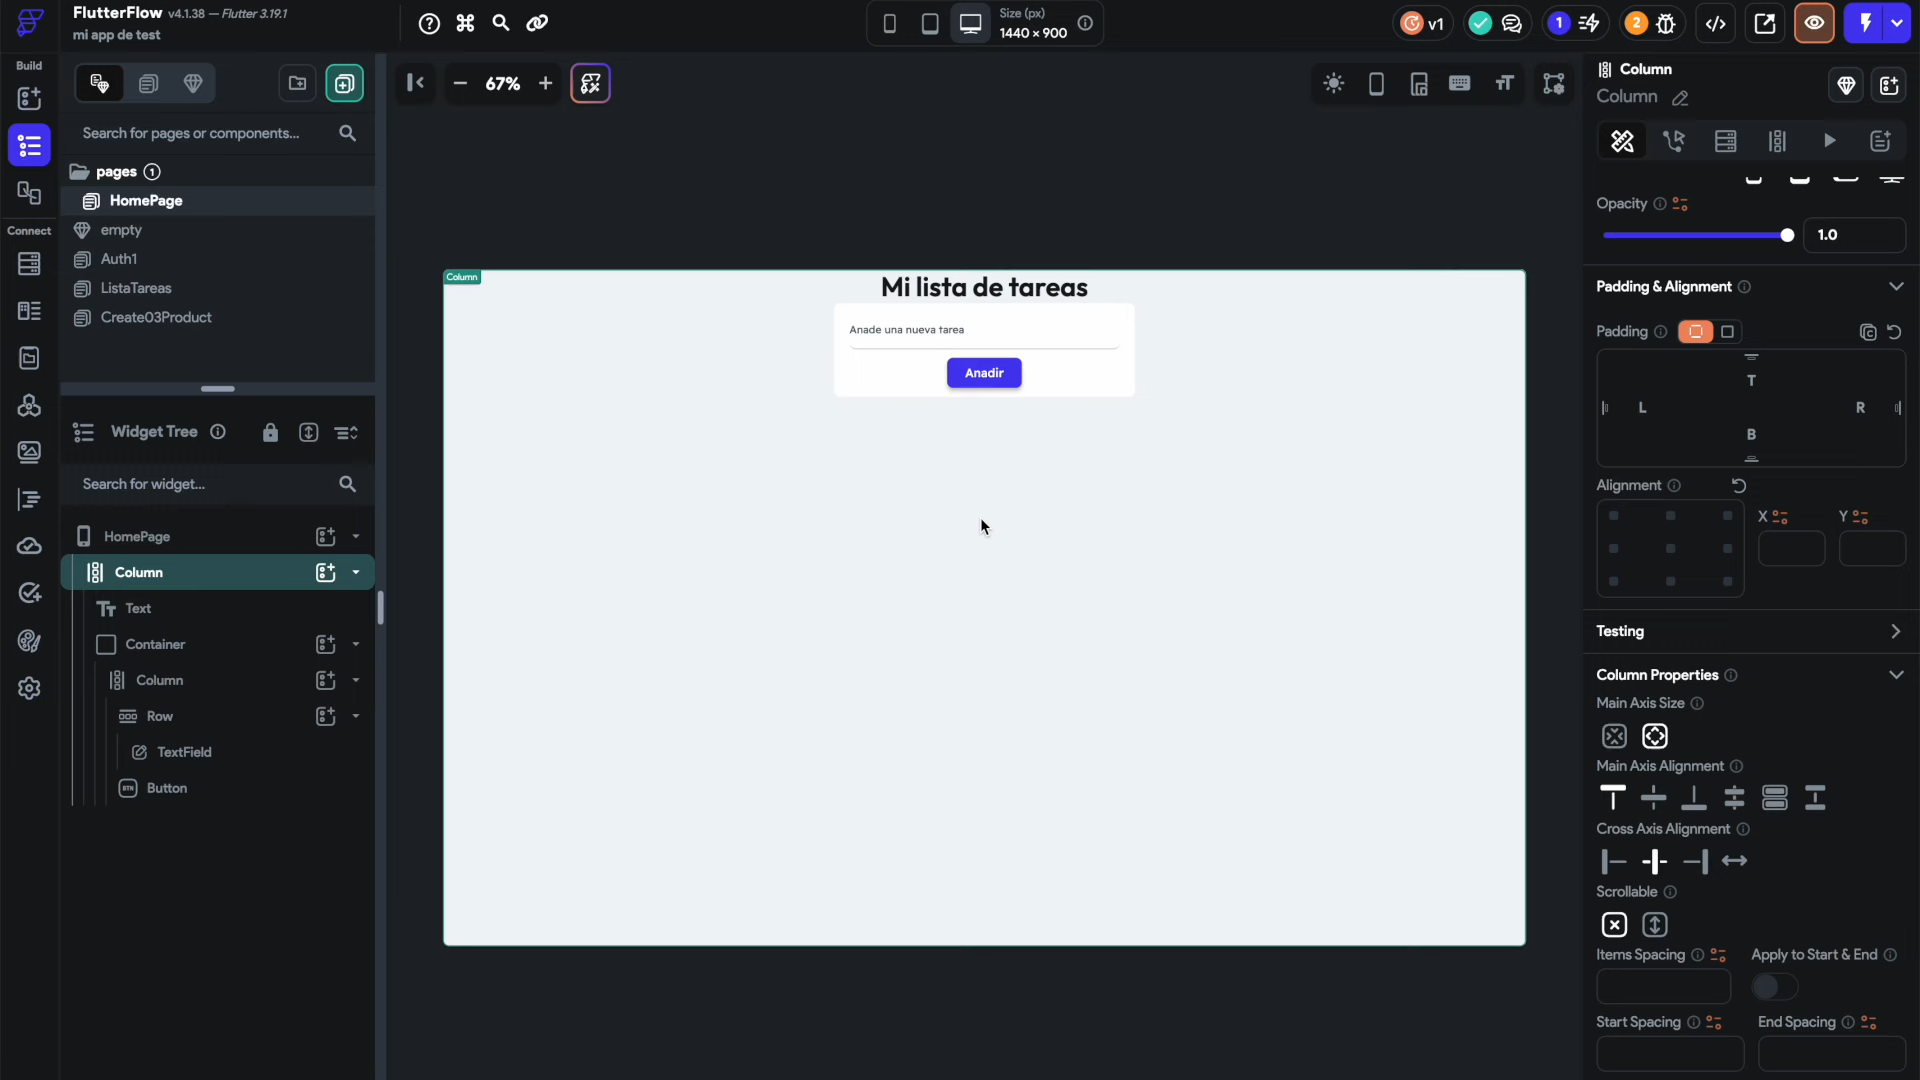 FlutterFlow v4.1.38 — Flutter 3.19.1
mi app de test
Size (px)
1440 × 900
v1
1
2
Build
Connect
67%
Search for pages or components...
pages 1
HomePage
empty
Auth1
ListaTareas
Create03Product
Widget Tree
Search for widget...
HomePage
Column
Text
Container
Column
Row
TextField
BTN Button
Column
Mi lista de tareas
Anade una nueva tarea
Anadir
Column
Column
Opacity
1.0
Padding & Alignment
Padding
T
L R
B
Alignment
X Y
Testing
Column Properties
Main Axis Size
Main Axis Alignment
Cross Axis Alignment
Scrollable
Items Spacing Apply to Start & End
Start Spacing End Spacing